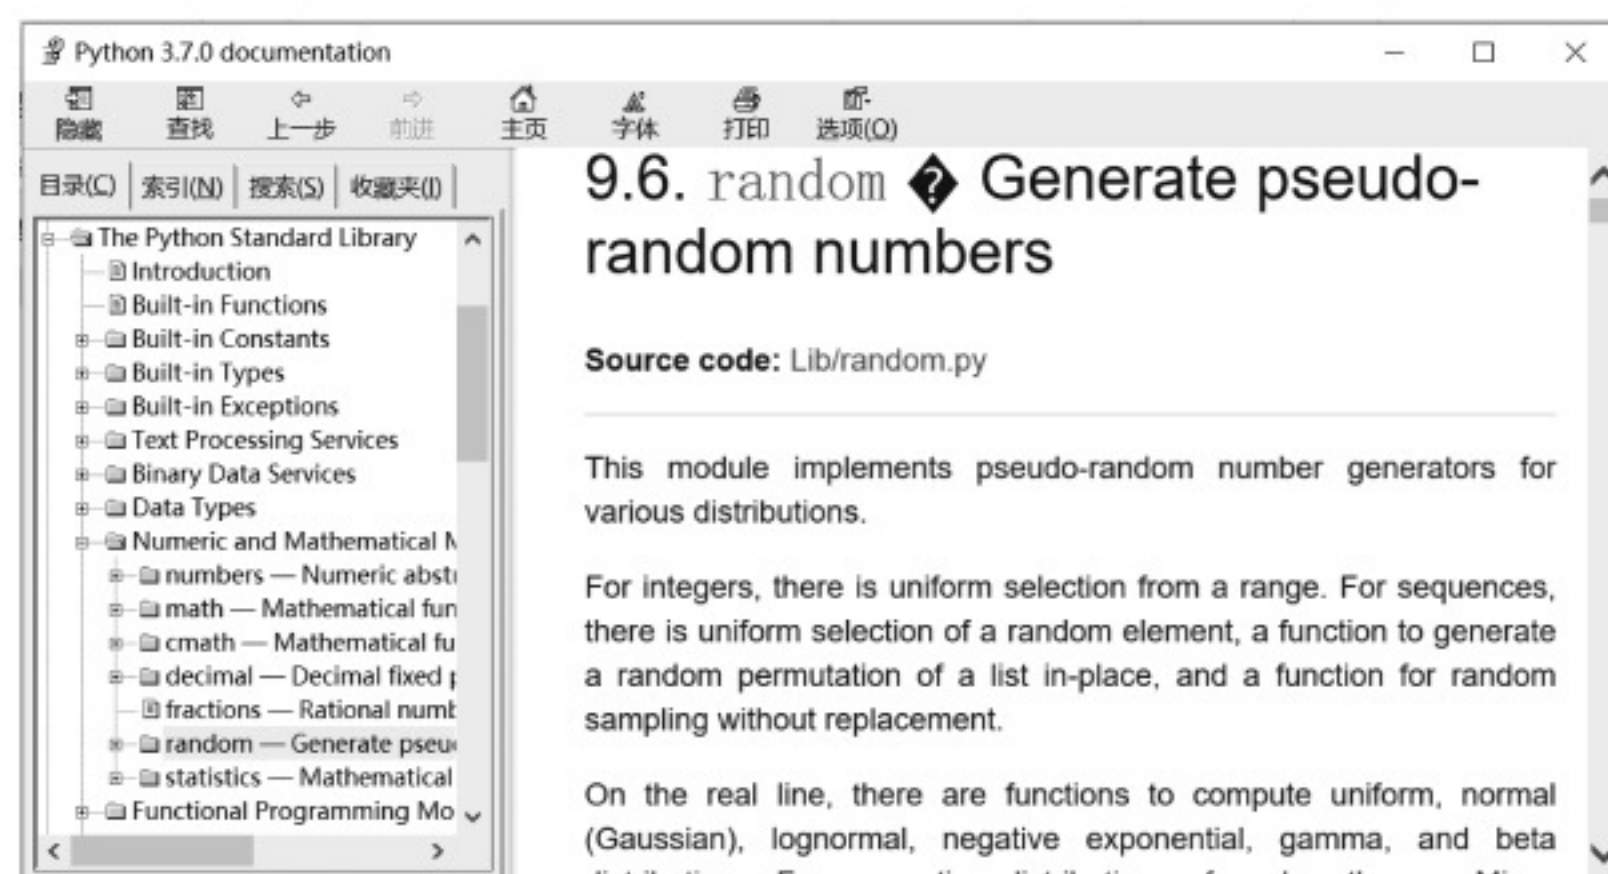 Python 3.7.0 documentation
隐藏 查找 上一步 前进 主页 字体 打印 选项(O)
目录(C) 索引(N) 搜索(S) 收藏夹(I)
The Python Standard Library
Introduction
Built-in Functions
Built-in Constants
Built-in Types
Built-in Exceptions
Text Processing Services
Binary Data Services
Data Types
Numeric and Mathematical M
numbers — Numeric abst
math — Mathematical fun
cmath — Mathematical fu
decimal — Decimal fixed p
fractions — Rational numb
random — Generate pseu
statistics — Mathematical
Functional Programming Mo
9.6. random � Generate pseudo-
random numbers
Source code: Lib/random.py
This module implements pseudo-random number generators for
various distributions.
For integers, there is uniform selection from a range. For sequences,
there is uniform selection of a random element, a function to generate
a random permutation of a list in-place, and a function for random
sampling without replacement.
On the real line, there are functions to compute uniform, normal
(Gaussian), lognormal, negative exponential, gamma, and beta